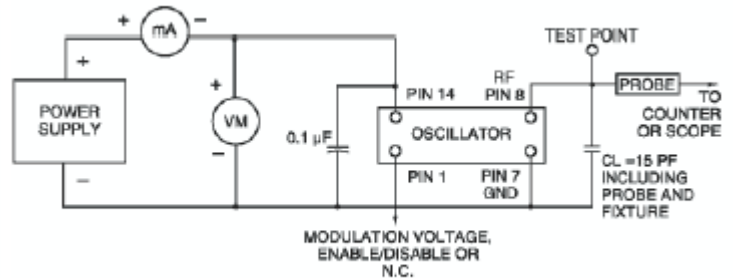 + mA -
TEST POINT
+
RF
PIN 14 PIN 8
PROBE
TO
COUNTER
OR SCOPE
POWER
SUPPLY
+
VM
-
0.1 µF
OSCILLATOR
-
PIN 1 PIN 7
GND
CL =15 PF
INCLUDING
PROBE AND
FIXTURE
MODULATION VOLTAGE,
ENABLE/DISABLE OR
N.C.